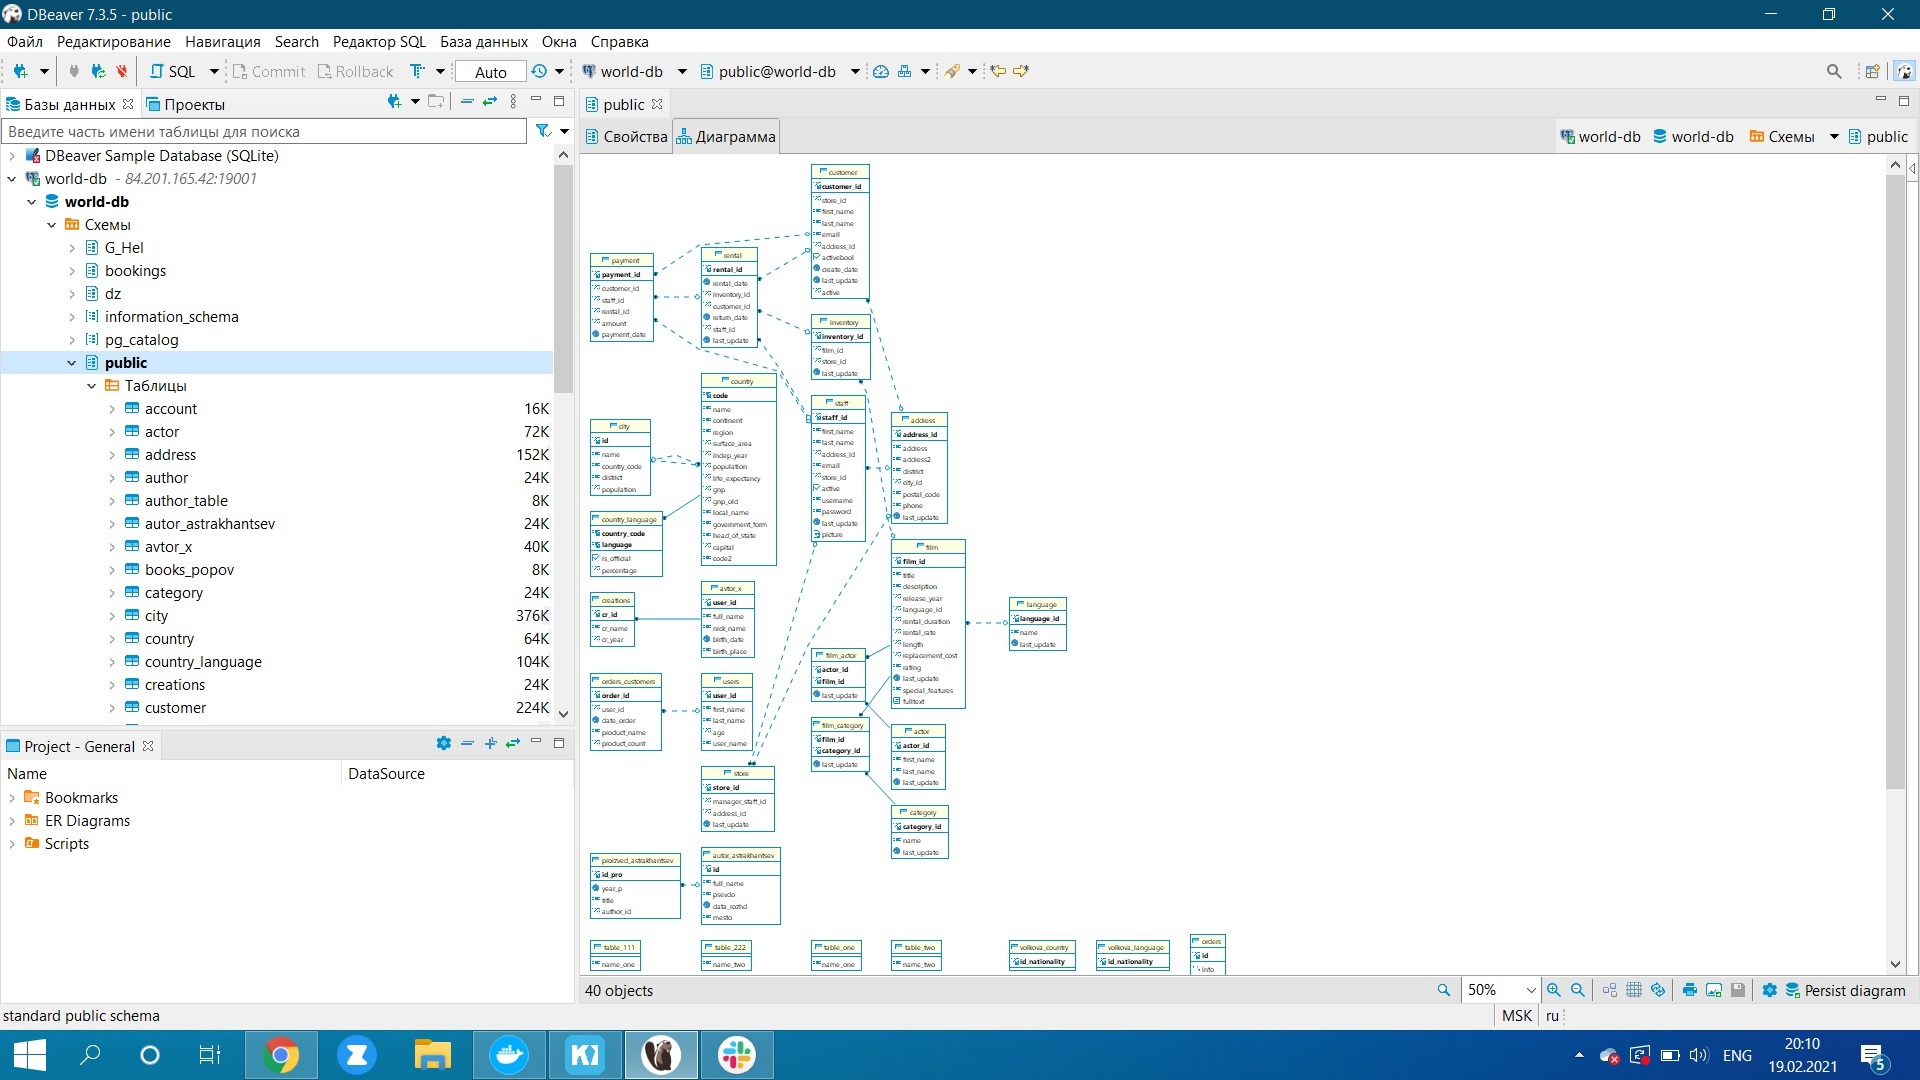 DBeaver 7.3.5 - public
Файл Редактирование Навигация Search Редактор SQL База данных Окна Справка
SQL Commit Rollback Auto world-db public@world-db
Базы данных Проекты
Введите часть имени таблицы для поиска
DBeaver Sample Database (SQLite)
world-db - 84.201.165.42:19001
world-db
Схемы
G_Hel
bookings
dz
information_schema
pg_catalog
public
Таблицы
account 16K
actor 72K
address 152K
author 24K
author_table 8K
autor_astrakhantsev 24K
avtor_x 40K
books_popov 8K
category 24K
city 376K
country 64K
country_language 104K
creations 24K
customer 224K
Project - General
Name DataSource
Bookmarks
ER Diagrams
Scripts
public
Свойства Диаграмма
world-db world-db Схемы public
customer
customer_id
store_id
first_name
last_name
email
address_id
activebool
create_date
last_update
active
payment
payment_id
customer_id
staff_id
rental_id
amount
payment_date
rental
rental_id
rental_date
inventory_id
customer_id
return_date
staff_id
last_update
inventory
inventory_id
film_id
store_id
last_update
country
code
name
continent
region
surface_area
indep_year
population
life_expectancy
gnp
gnp_old
local_name
government_form
head_of_state
capital
code2
city
id
name
country_code
district
population
country_language
country_code
language
is_official
percentage
staff
staff_id
first_name
last_name
address_id
email
store_id
active
username
password
last_update
picture
address
address_id
address
address2
district
city_id
postal_code
phone
last_update
film
film_id
title
description
release_year
language_id
rental_duration
rental_rate
length
replacement_cost
rating
last_update
special_features
fulltext
language
language_id
name
last_update
creations
cr_id
cr_name
cr_year
avtor_x
user_id
full_name
nick_name
birth_date
birth_place
film_actor
actor_id
film_id
last_update
orders_customers
order_id
user_id
date_order
product_name
product_count
users
user_id
first_name
last_name
age
user_name
film_category
film_id
category_id
last_update
actor
actor_id
first_name
last_name
last_update
store
store_id
manager_staff_id
address_id
last_update
category
category_id
name
last_update
proizved_astrakhantsev
id_pro
year_p
title
author_id
autor_astrakhantsev
id
full_name
psevdo
data_rozhd
mesto
table_111
name_one
table_222
name_two
table_one
name_one
table_two
name_two
volkova_country
id_nationality
volkova_language
id_nationality
orders
id
info
40 objects 50% Persist diagram
standard public schema MSK ru
ENG 20:10
19.02.2021
5